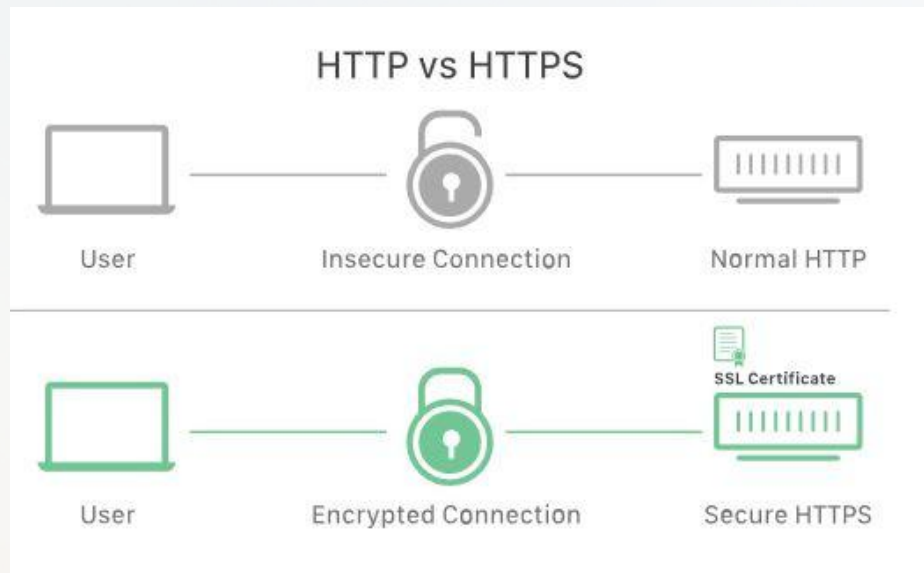 HTTP vs HTTPS
User
Insecure Connection
Normal HTTP
SSL Certificate
User
Encrypted Connection
Secure HTTPS